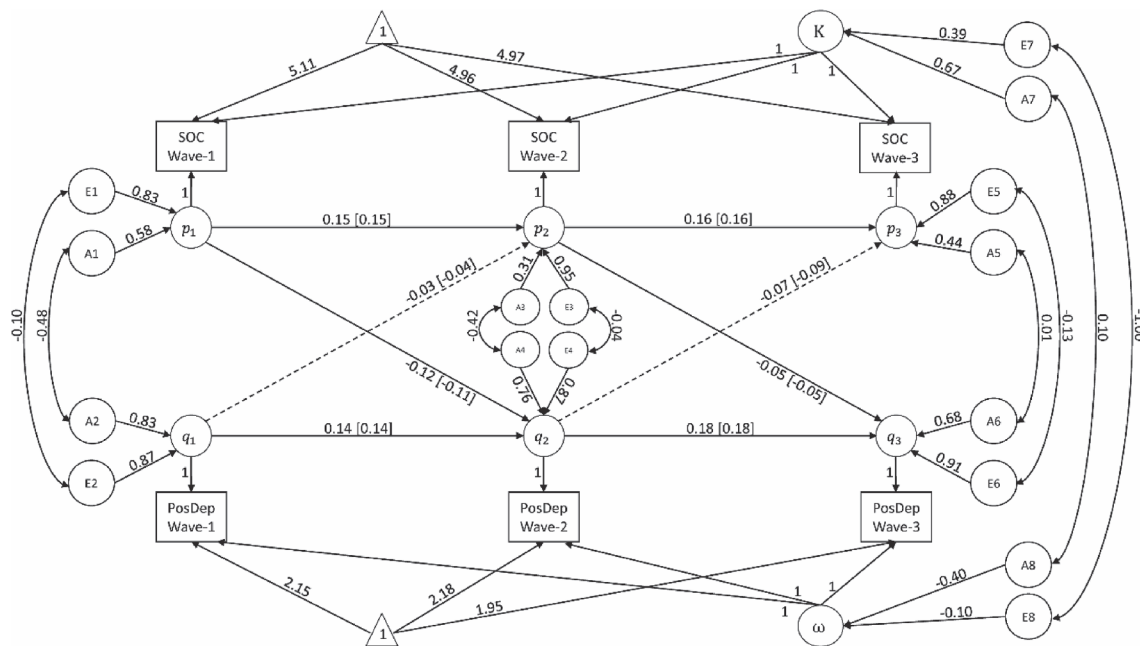 1
K
0.39
E7
5.11
4.96
4.97
1
1
1
0.67
A7
SOC
Wave-1
SOC
Wave-2
SOC
Wave-3
E1
0.83
1
1
1
0.88
E5
A1
0.58
p₁
0.15 [0.15]
p₂
0.16 [0.16]
p₃
0.44
A5
-0.03 [-0.04]
0.31
0.95
-0.07 [-0.09]
A3
E3
-0.10
-0.48
-0.42
-0.04
0.01
-0.13
0.10
-1.00
A4
E4
-0.12 [-0.11]
0.76
0.87
-0.05 [-0.05]
A2
0.83
q₁
0.14 [0.14]
q₂
0.18 [0.18]
q₃
0.68
A6
E2
0.87
1
1
1
0.91
E6
PosDep
Wave-1
PosDep
Wave-2
PosDep
Wave-3
2.15
2.18
1.95
1
1
1
-0.40
A8
1
ω
-0.10
E8